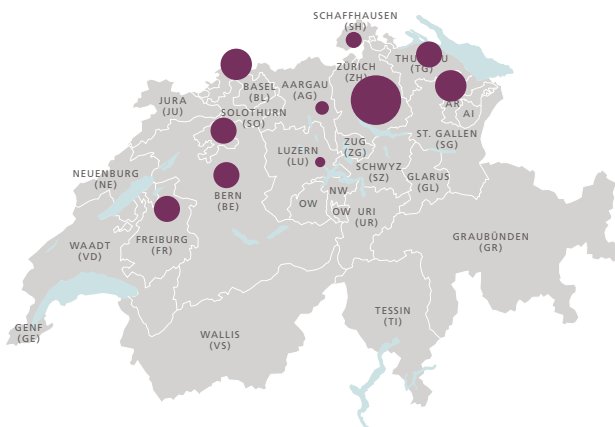 SCHAFFHAUSEN
(SH)
ZÜRICH
(ZH)
(TG)
BASEL
(BL)
AARGAU
(AG)
JURA
(JU)
SOLOTHURN
(SO)
AR
AI
ST. GALLEN
(SG)
LUZERN
(LU)
ZUG
(ZG)
SCHWYZ
(SZ)
GLARUS
(GL)
NEUENBURG
(NE)
BERN
(BE)
NW
OW
OW
URI
(UR)
FREIBURG
(FR)
WAADT
(VD)
GRAUBÜNDEN
(GR)
TESSIN
(TI)
GENF
(GE)
WALLIS
(VS)